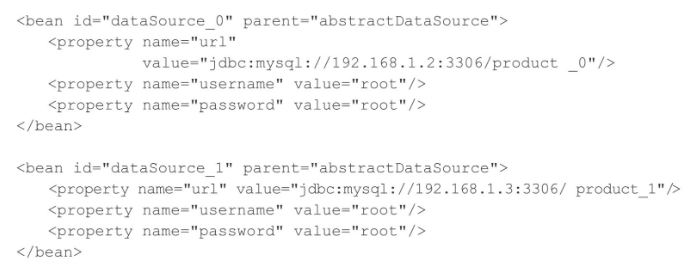 <bean id="dataSource_0" parent="abstractDataSource">
<property name="url"
value="jdbc:mysql://192.168.1.2:3306/product _0"/>
<property name="username" value="root"/>
<property name="password" value="root"/>
</bean>
<bean id="dataSource_1" parent="abstractDataSource">
<property name="url" value="jdbc:mysql://192.168.1.3:3306/ product_1"/>
<property name="username" value="root"/>
<property name="password" value="root"/>
</bean>